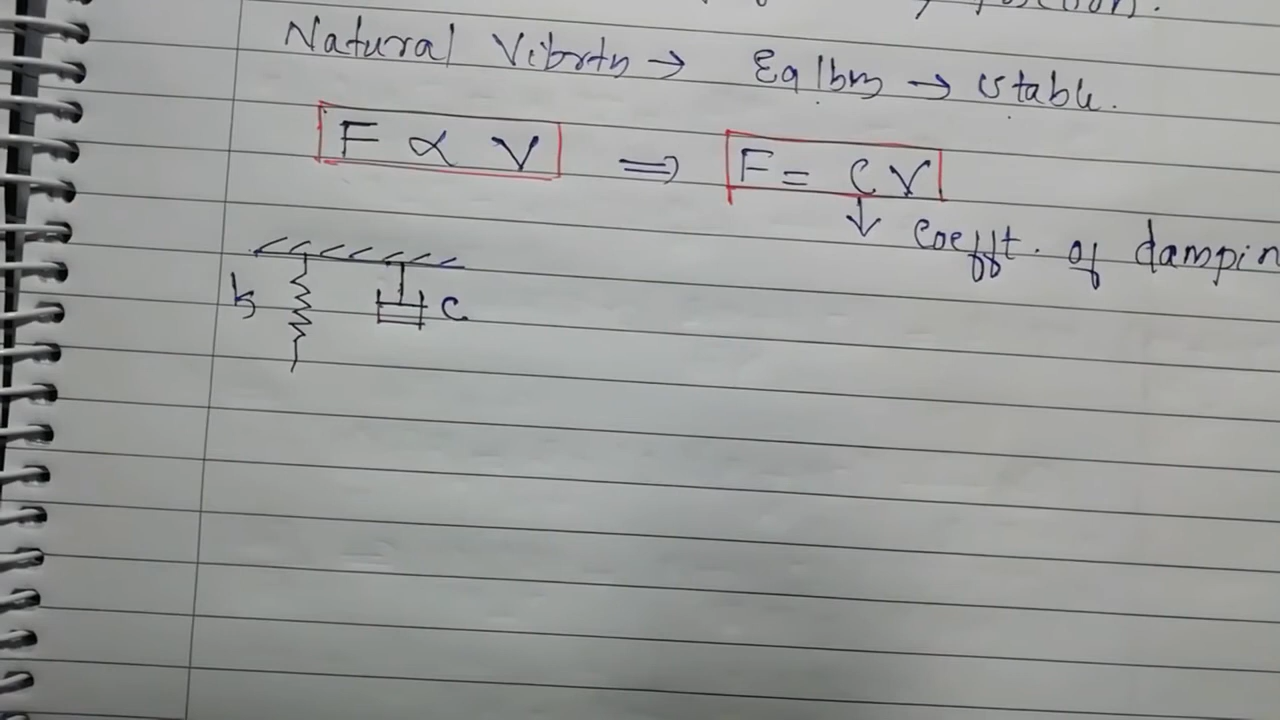 Natural Vibrtn → Eqlbm → stable.
F ∝ V ⇒ F = CV
↓ Coefft. of dampin
k C